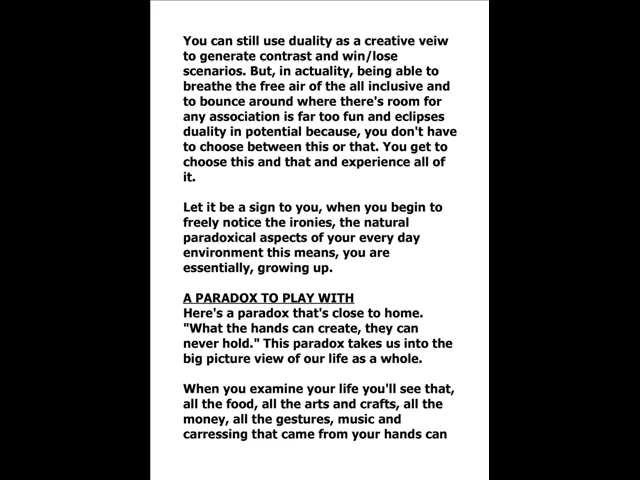 You can still use duality as a creative veiw
to generate contrast and win/lose
scenarios. But, in actuality, being able to
breathe the free air of the all inclusive and
to bounce around where there's room for
any association is far too fun and eclipses
duality in potential because, you don't have
to choose between this or that. You get to
choose this and that and experience all of
it.
Let it be a sign to you, when you begin to
freely notice the ironies, the natural
paradoxical aspects of your every day
environment this means, you are
essentially, growing up.
A PARADOX TO PLAY WITH
Here's a paradox that's close to home.
"What the hands can create, they can
never hold." This paradox takes us into the
big picture view of our life as a whole.
When you examine your life you'll see that,
all the food, all the arts and crafts, all the
money, all the gestures, music and
carressing that came from your hands can